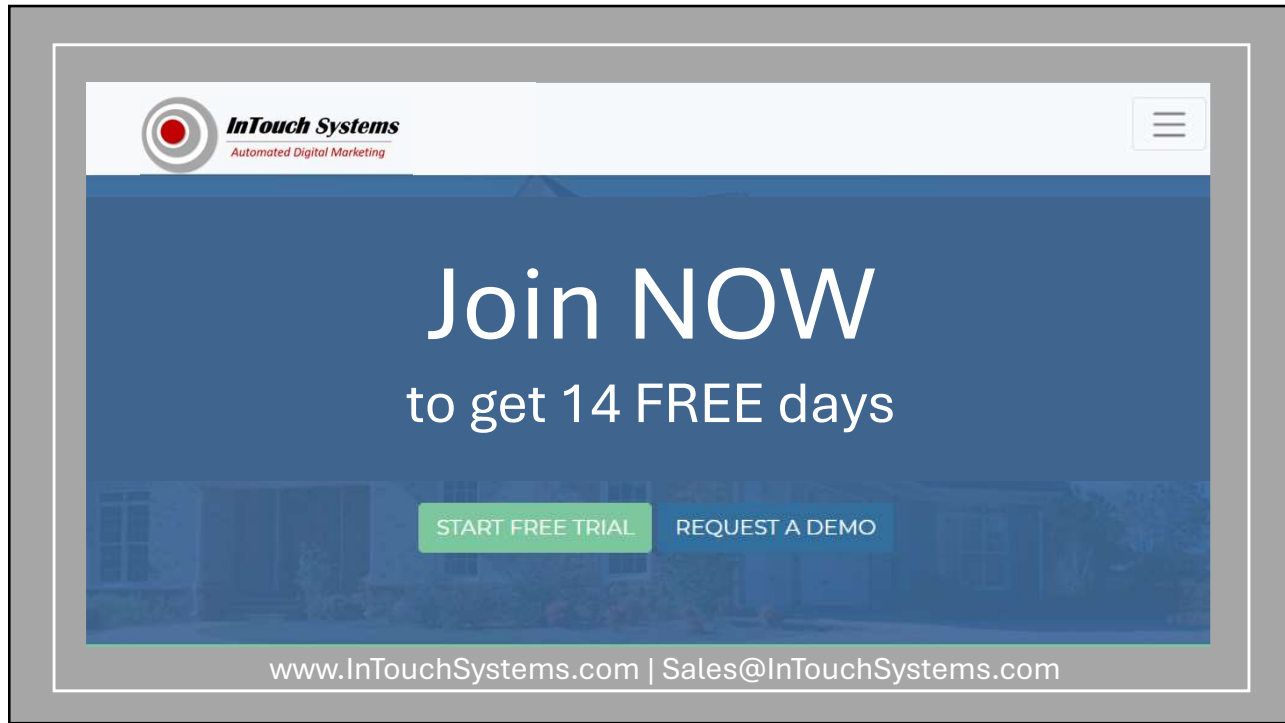 InTouch Systems
Automated Digital Marketing
Join NOW
to get 14 FREE days
START FREE TRIAL
REQUEST A DEMO
www.InTouchSystems.com | Sales@InTouchSystems.com